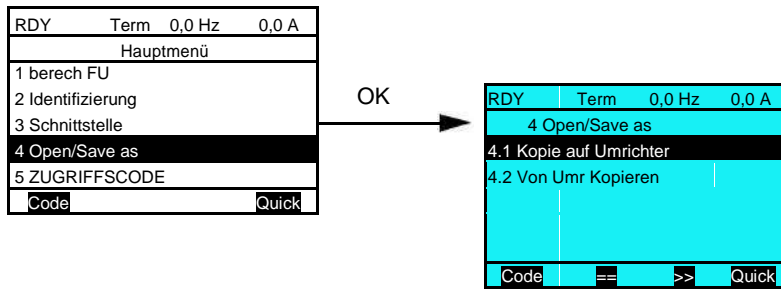 RDY Term 0,0 Hz 0,0 A
Hauptmenü
1 berech FU
2 Identifizierung
3 Schnittstelle
4 Open/Save as
5 ZUGRIFFSCODE
Code Quick
OK
RDY Term 0,0 Hz 0,0 A
4 Open/Save as
4.1 Kopie auf Umrichter
4.2 Von Umr Kopieren
Code == >> Quick